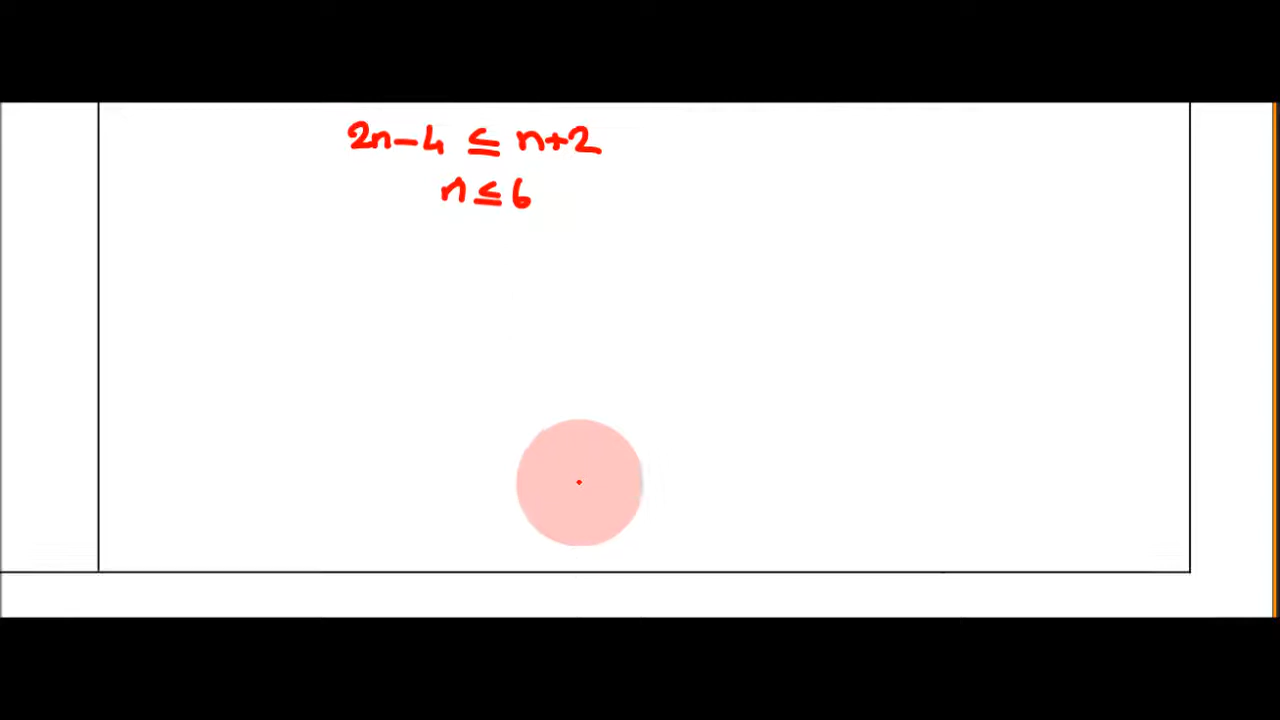 2n-4 ≤ n+2
n ≤ 6